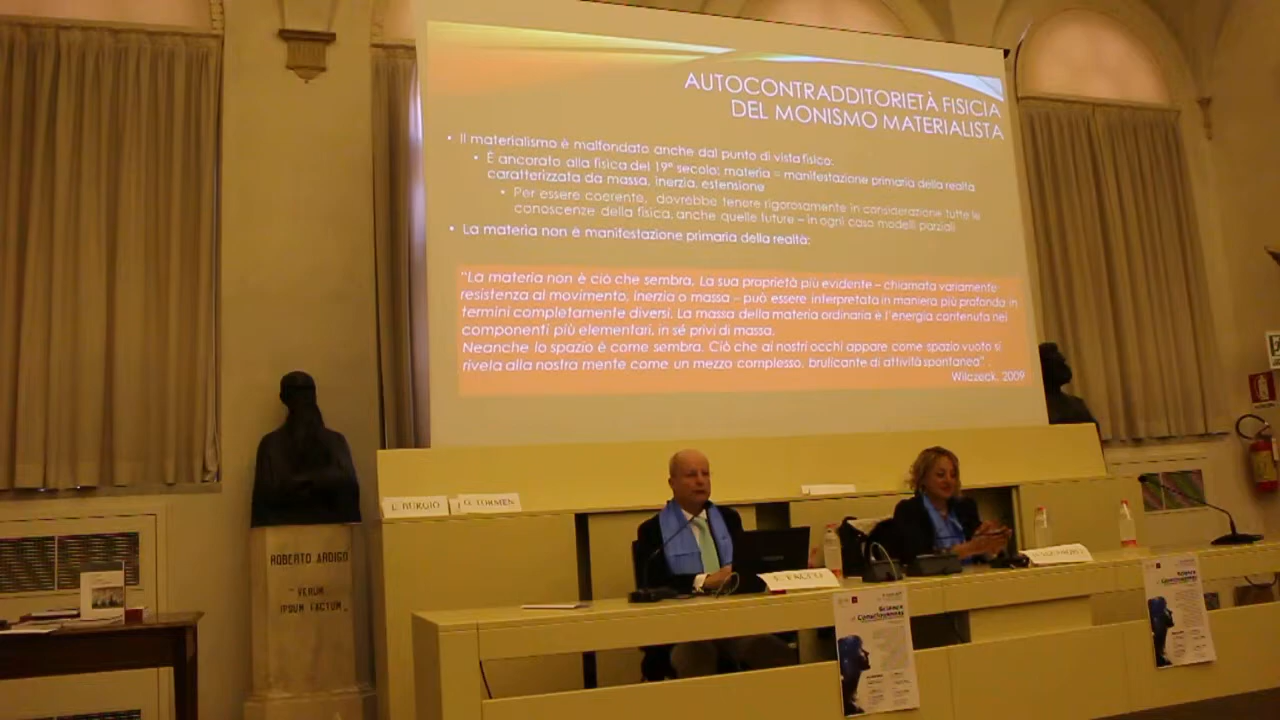 AUTOCONTRADDITORIETÀ FISICIA
DEL MONISMO MATERIALISTA
• Il materialismo è malfondato anche dal punto di vista fisico:
• È ancorato alla fisica del 19° secolo: materia = manifestazione primaria della realtà
caratterizzata da massa, inerzia, estensione
• Per essere coerente, dovrebbe tenere rigorosamente in considerazione tutte le
conoscenze della fisica, anche quelle future – in ogni caso modelli parziali
• La materia non è manifestazione primaria della realtà:
"La materia non è ciò che sembra. La sua proprietà più evidente – chiamata variamente
resistenza al movimento, inerzia o massa – può essere interpretata in maniera più profonda in
termini completamente diversi. La massa della materia ordinaria è l'energia contenuta nei
componenti più elementari, in sé privi di massa.
Neanche lo spazio è come sembra. Ciò che ai nostri occhi appare come spazio vuoto si
rivela alla nostra mente come un mezzo complesso, brulicante di attività spontanea".
Wilczeck, 2009
E. BURGIO
G. TORMEN
ROBERTO ARDIGO
"VERUM
IPSUM FACTUM"
E. FACCO
Science
Consciousness